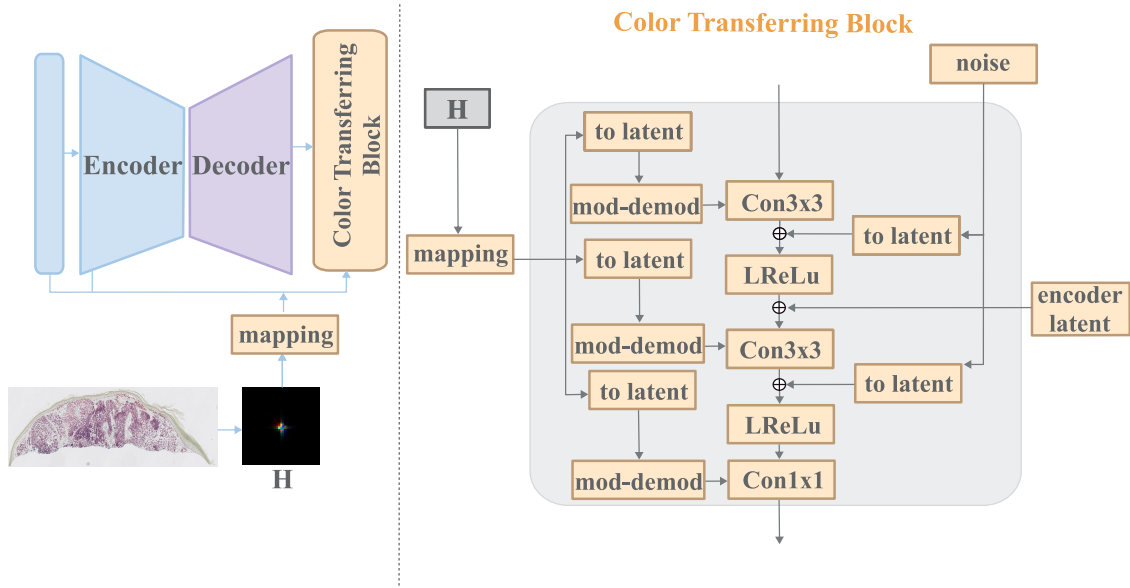 Encoder
Decoder
Color Transferring
Block
mapping
H
Color Transferring Block
noise
H
to latent
mod-demod
Con3x3
to latent
mapping
to latent
LReLu
encoder
latent
mod-demod
Con3x3
to latent
to latent
LReLu
mod-demod
Con1x1